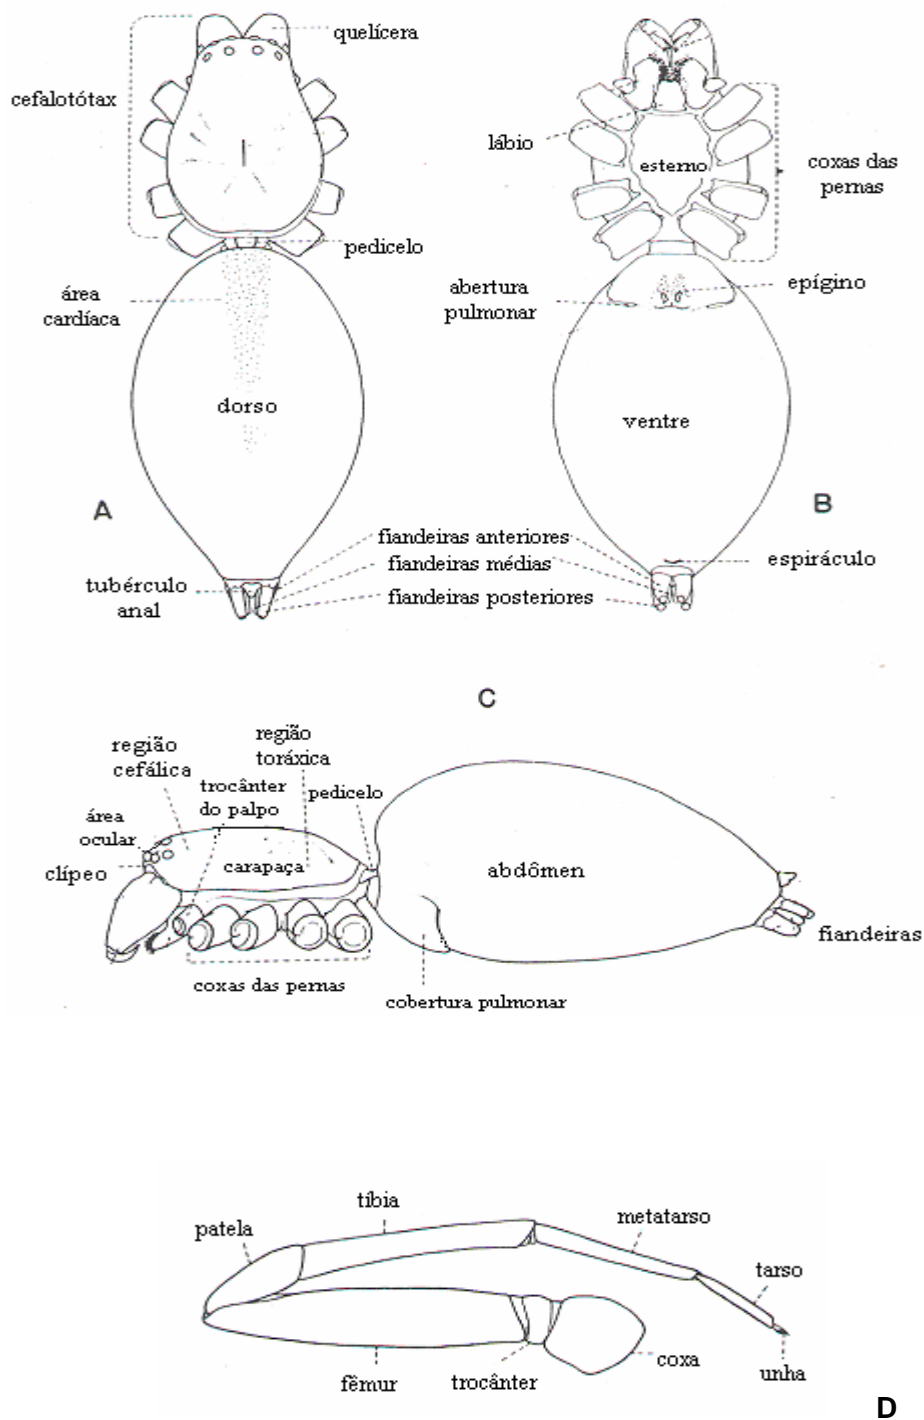 quelícera
cefalotótax
lábio
esterno
coxas das
pernas
pedicelo
área
cardíaca
abertura
pulmonar
epígino
dorso
ventre
A
B
fiandeiras anteriores
fiandeiras médias
fiandeiras posteriores
espiráculo
tubérculo
anal
C
região
cefálica
região
toráxica
trocânter
do palpo
pedicelo
área
ocular
clípeo
carapaça
abdômen
fiandeiras
coxas das pernas
cobertura pulmonar
tíbia
patela
metatarso
tarso
coxa
unha
fêmur
trocânter
D